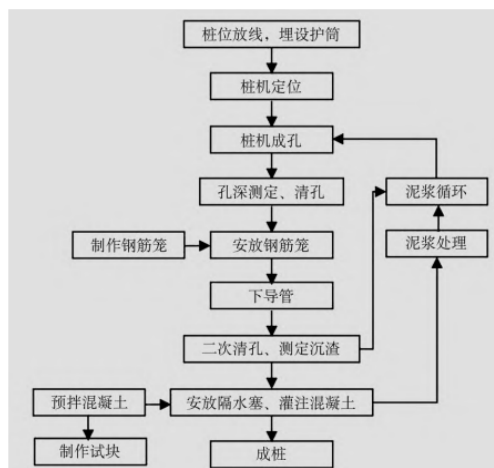 桩位放线，埋设护筒
桩机定位
桩机成孔
孔深测定、清孔
泥浆循环
制作钢筋笼
安放钢筋笼
泥浆处理
下导管
二次清孔、测定沉渣
预拌混凝土
安放隔水塞、灌注混凝土
制作试块
成桩